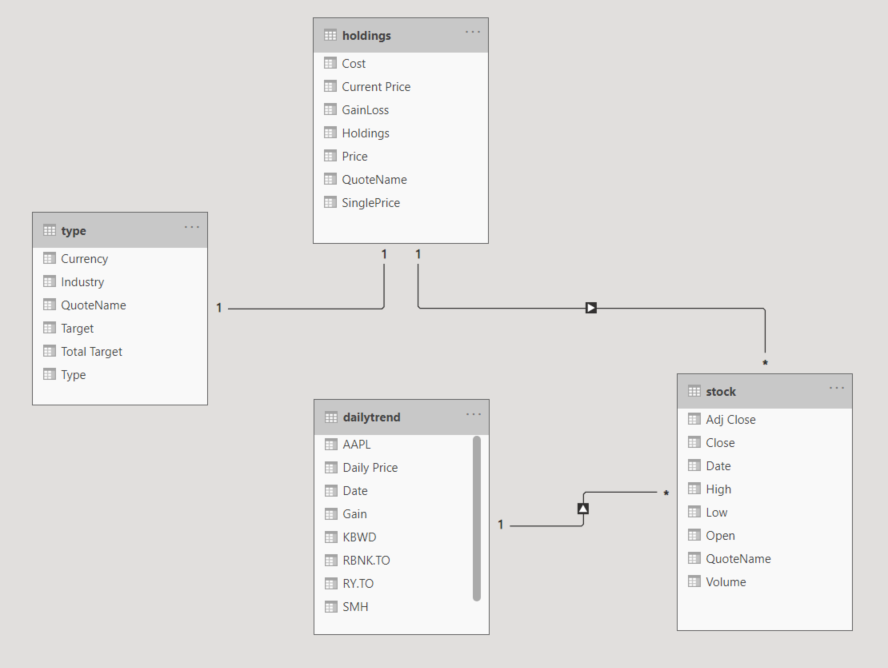 holdings
Cost
Current Price
GainLoss
Holdings
Price
QuoteName
SinglePrice
type
Currency
Industry
QuoteName
Target
Total Target
Type
1
1
1
*
stock
Adj Close
Close
Date
High
Low
Open
QuoteName
Volume
dailytrend
AAPL
Daily Price
Date
Gain
KBWD
RBNK.TO
RY.TO
SMH
1
*